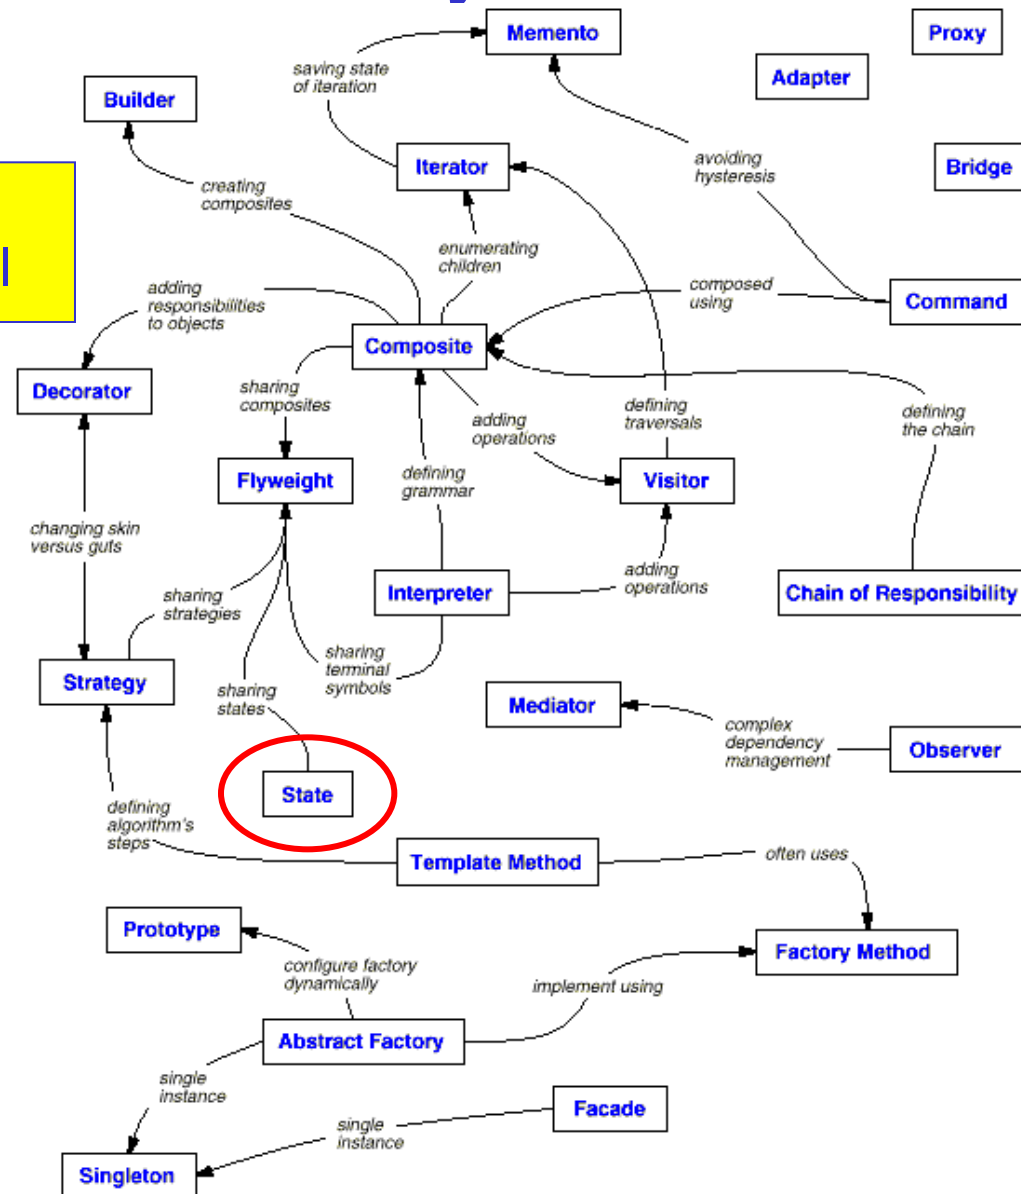 Memento
Proxy
Adapter
saving state
of iteration
Builder
avoiding
hysteresis
Iterator
Bridge
creating
composites
enumerating
children
adding
responsibilities
to objects
composed
using
Command
Composite
Decorator
sharing
composites
adding
operations
defining
traversals
defining
the chain
Flyweight
defining
grammar
Visitor
changing skin
versus guts
sharing
strategies
Interpreter
adding
operations
Chain of Responsibility
sharing
terminal
symbols
Strategy
sharing
states
Mediator
complex
dependency
management
Observer
State
defining
algorithm's
steps
Template Method
often uses
Prototype
Factory Method
configure factory
dynamically
implement using
Abstract Factory
single
instance
Facade
single
instance
Singleton